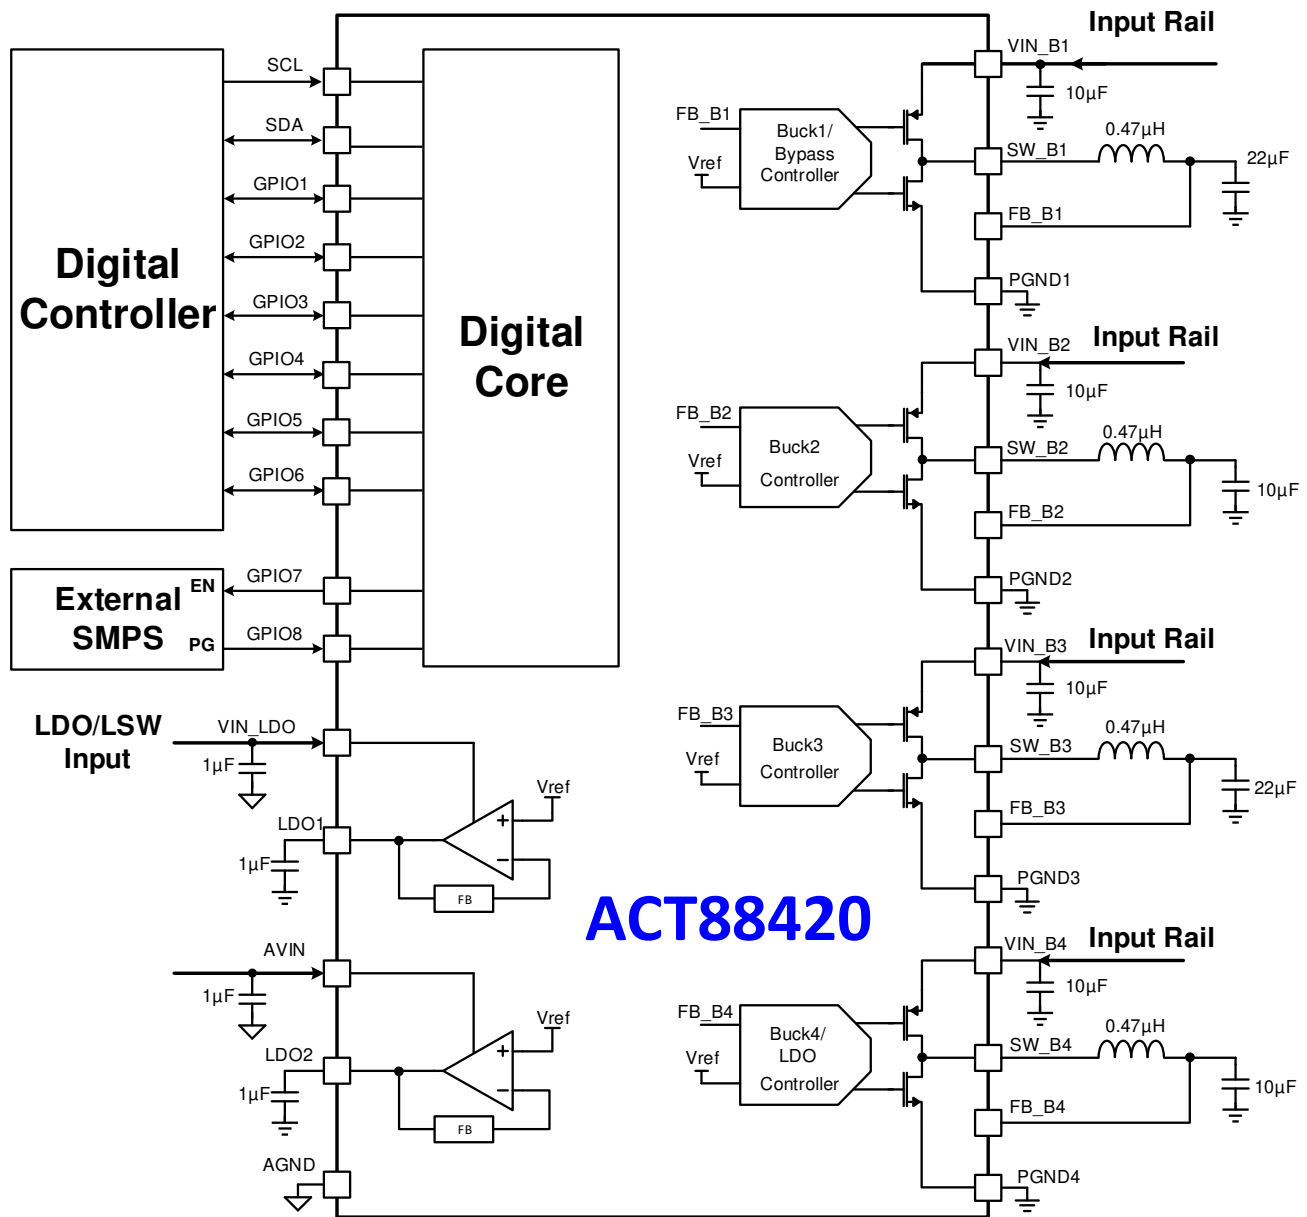 Digital
Controller
SCL
SDA
GPIO1
GPIO2
GPIO3
GPIO4
GPIO5
GPIO6
External
SMPS
EN
PG
GPIO7
GPIO8
Digital
Core
LDO/LSW
Input
VIN_LDO
1µF
LDO1
1µF
Vref
+
−
FB
AVIN
1µF
LDO2
1µF
Vref
+
−
FB
AGND
ACT88420
Input Rail
VIN_B1
10µF
FB_B1
Vref
Buck1/
Bypass
Controller
SW_B1
0.47µH
22µF
FB_B1
PGND1
Input Rail
VIN_B2
10µF
FB_B2
Vref
Buck2
Controller
SW_B2
0.47µH
10µF
FB_B2
PGND2
Input Rail
VIN_B3
10µF
FB_B3
Vref
Buck3
Controller
SW_B3
0.47µH
22µF
FB_B3
PGND3
Input Rail
VIN_B4
10µF
FB_B4
Vref
Buck4/
LDO
Controller
SW_B4
0.47µH
10µF
FB_B4
PGND4